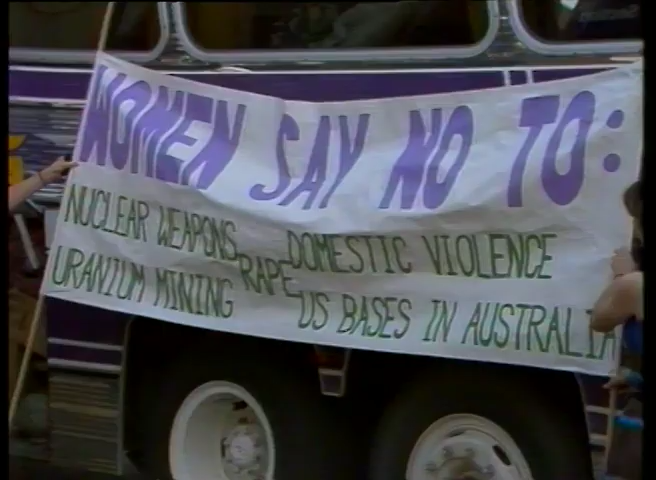 WOMEN SAY NO TO:
NUCLEAR WEAPONS
URANIUM MINING
RAPE
DOMESTIC VIOLENCE
US BASES IN AUSTRALIA